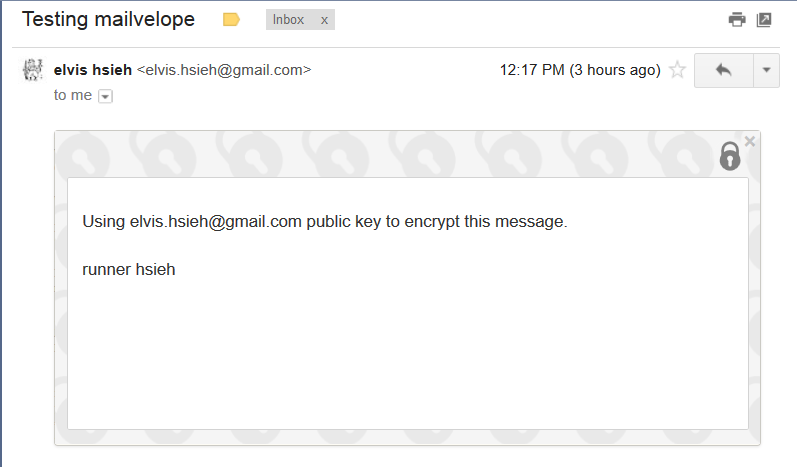 Testing mailvelope Inbox x
elvis hsieh <elvis.hsieh@gmail.com> 12:17 PM (3 hours ago)
to me
Using elvis.hsieh@gmail.com public key to encrypt this message.
runner hsieh